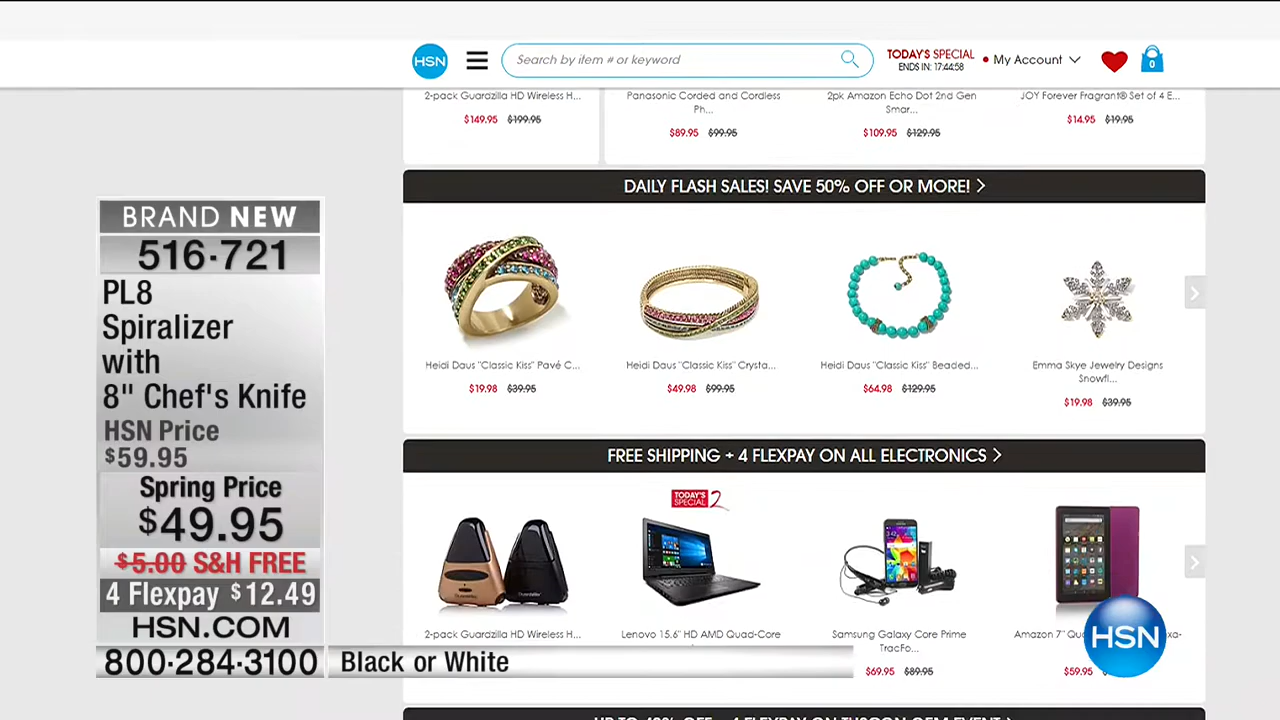 HSN
Search by item # or keyword
TODAY'S SPECIAL
ENDS IN: 17:44:58
My Account
0
2-pack Guardzilla HD Wireless H...
$149.95 $199.95
Panasonic Corded and Cordless
Ph...
$89.95 $99.95
2pk Amazon Echo Dot 2nd Gen
Smar...
$109.95 $129.95
JOY Forever Fragrant® Set of 4 E...
$14.95 $19.95
DAILY FLASH SALES! SAVE 50% OFF OR MORE!
Heidi Daus "Classic Kiss" Pavé C...
$19.98 $39.95
Heidi Daus "Classic Kiss" Crysta...
$49.98 $99.95
Heidi Daus "Classic Kiss" Beaded...
$64.98 $129.95
Emma Skye Jewelry Designs
Snowfl...
$19.98 $39.95
FREE SHIPPING + 4 FLEXPAY ON ALL ELECTRONICS
TODAY'S
SPECIAL 2
2-pack Guardzilla HD Wireless H...
Lenovo 15.6" HD AMD Quad-Core
Samsung Galaxy Core Prime
TracFo...
$69.95 $89.95
Amazon 7"
$59.95
BRAND NEW
516-721
PL8
Spiralizer
with
8" Chef's Knife
HSN Price
$59.95
Spring Price
$49.95
$5.00 S&H FREE
4 Flexpay $12.49
HSN.COM
800-284-3100
Black or White
HSN